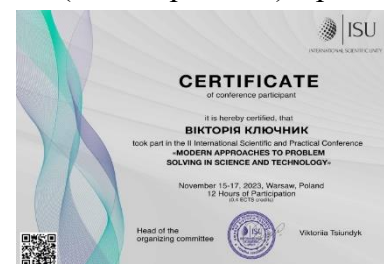 ISU
INTERNATIONAL SCIENTIFIC UNITY
CERTIFICATE
of conference participant
it is hereby certified, that
ВІКТОРІЯ КЛЮЧНИК
took part in the II International Scientific and Practical Conference
«MODERN APPROACHES TO PROBLEM
SOLVING IN SCIENCE AND TECHNOLOGY»
November 15-17, 2023, Warsaw, Poland
12 Hours of Participation
(0.4 ECTS credits)
Head of the
organizing committee
Viktoriia Tsiundyk